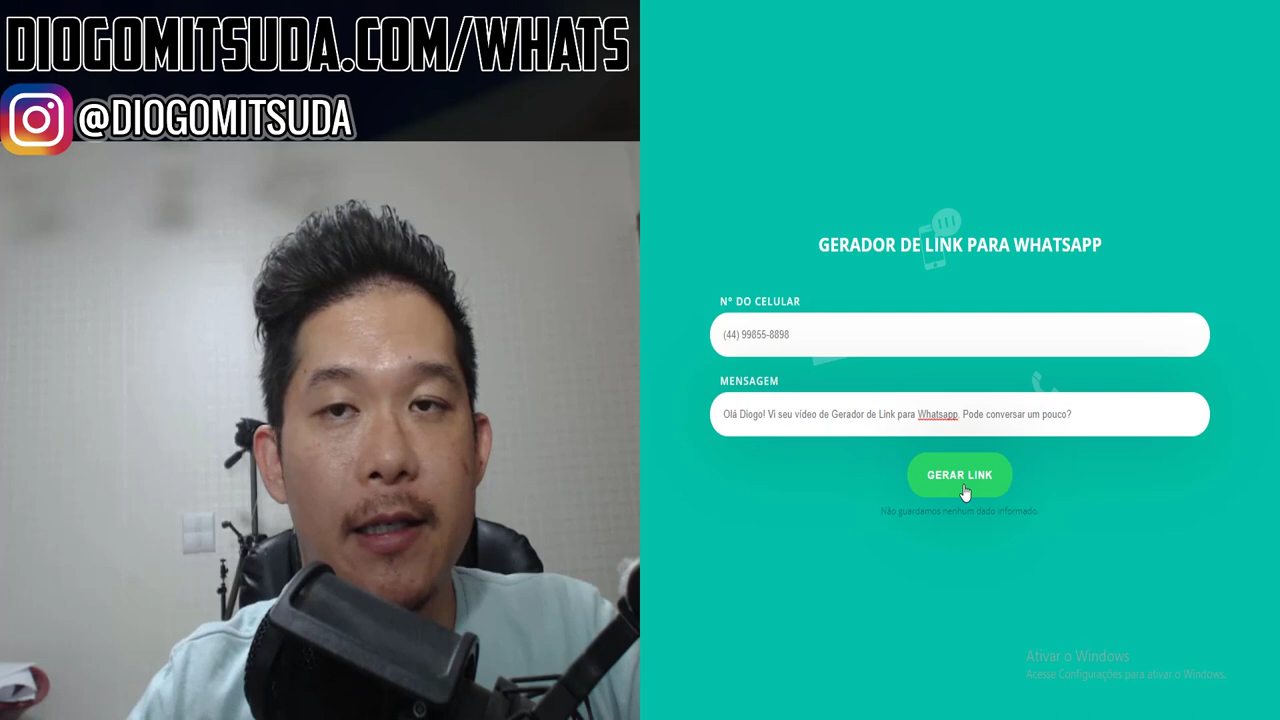 DIOGOMITSUDA.COM/WHATS
@DIOGOMITSUDA
GERADOR DE LINK PARA WHATSAPP
Nº DO CELULAR
(44) 99855-8898
MENSAGEM
Olá Diogo! Vi seu vídeo de Gerador de Link para Whatsapp. Pode conversar um pouco?
GERAR LINK
Não guardamos nenhum dado informado.
Ativar o Windows
Acesse Configurações para ativar o Windows.